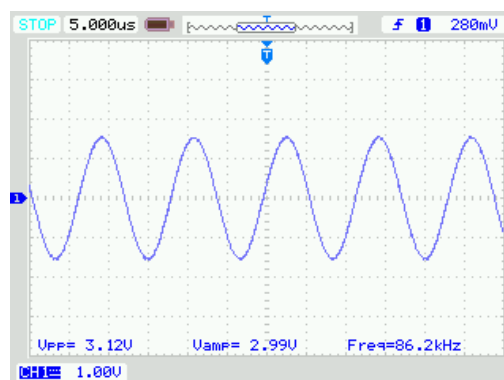 STOP 5.000us T 1 280mV
T
1
Vpp= 3.12V Vamp= 2.99V Freq=86.2kHz
CH1 1.00V